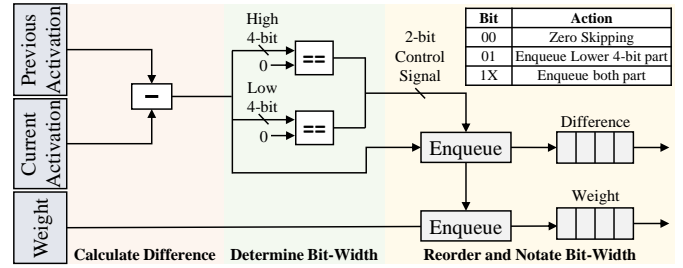 Previous
Activation
Current
Activation
Weight
−
High
4-bit
0
==
Low
4-bit
0
==
2-bit
Control
Signal
Bit Action
00 Zero Skipping
01 Enqueue Lower 4-bit part
1X Enqueue both part
Enqueue
Difference
Enqueue
Weight
Calculate Difference
Determine Bit-Width
Reorder and Notate Bit-Width